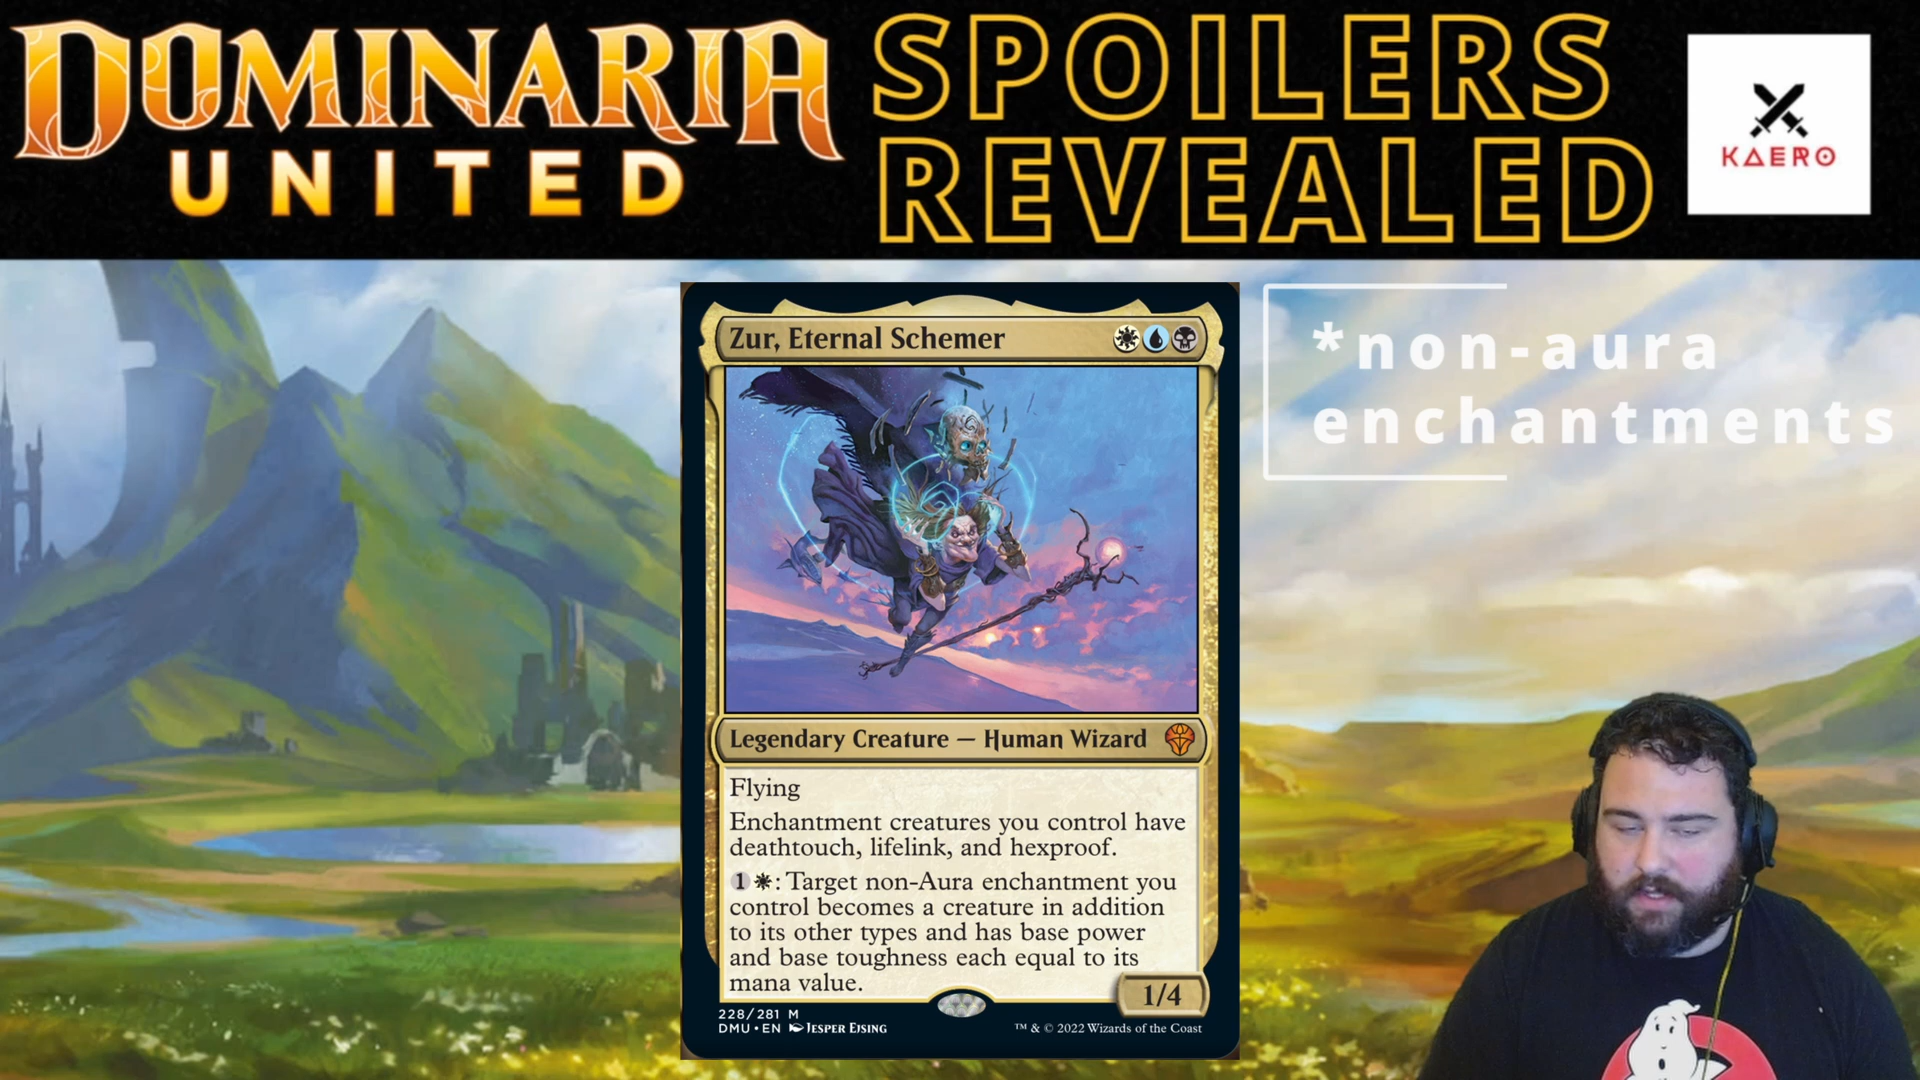 DOMINARIA
UNITED
SPOILERS
REVEALED
KAERO
*non-aura
enchantments
Zur, Eternal Schemer
Legendary Creature — Human Wizard
Flying
Enchantment creatures you control have
deathtouch, lifelink, and hexproof.
1: Target non-Aura enchantment you
control becomes a creature in addition
to its other types and has base power
and base toughness each equal to its
mana value.
1/4
228/281 M
DMU • EN Jesper Eising
™ & © 2022 Wizards of the Coast